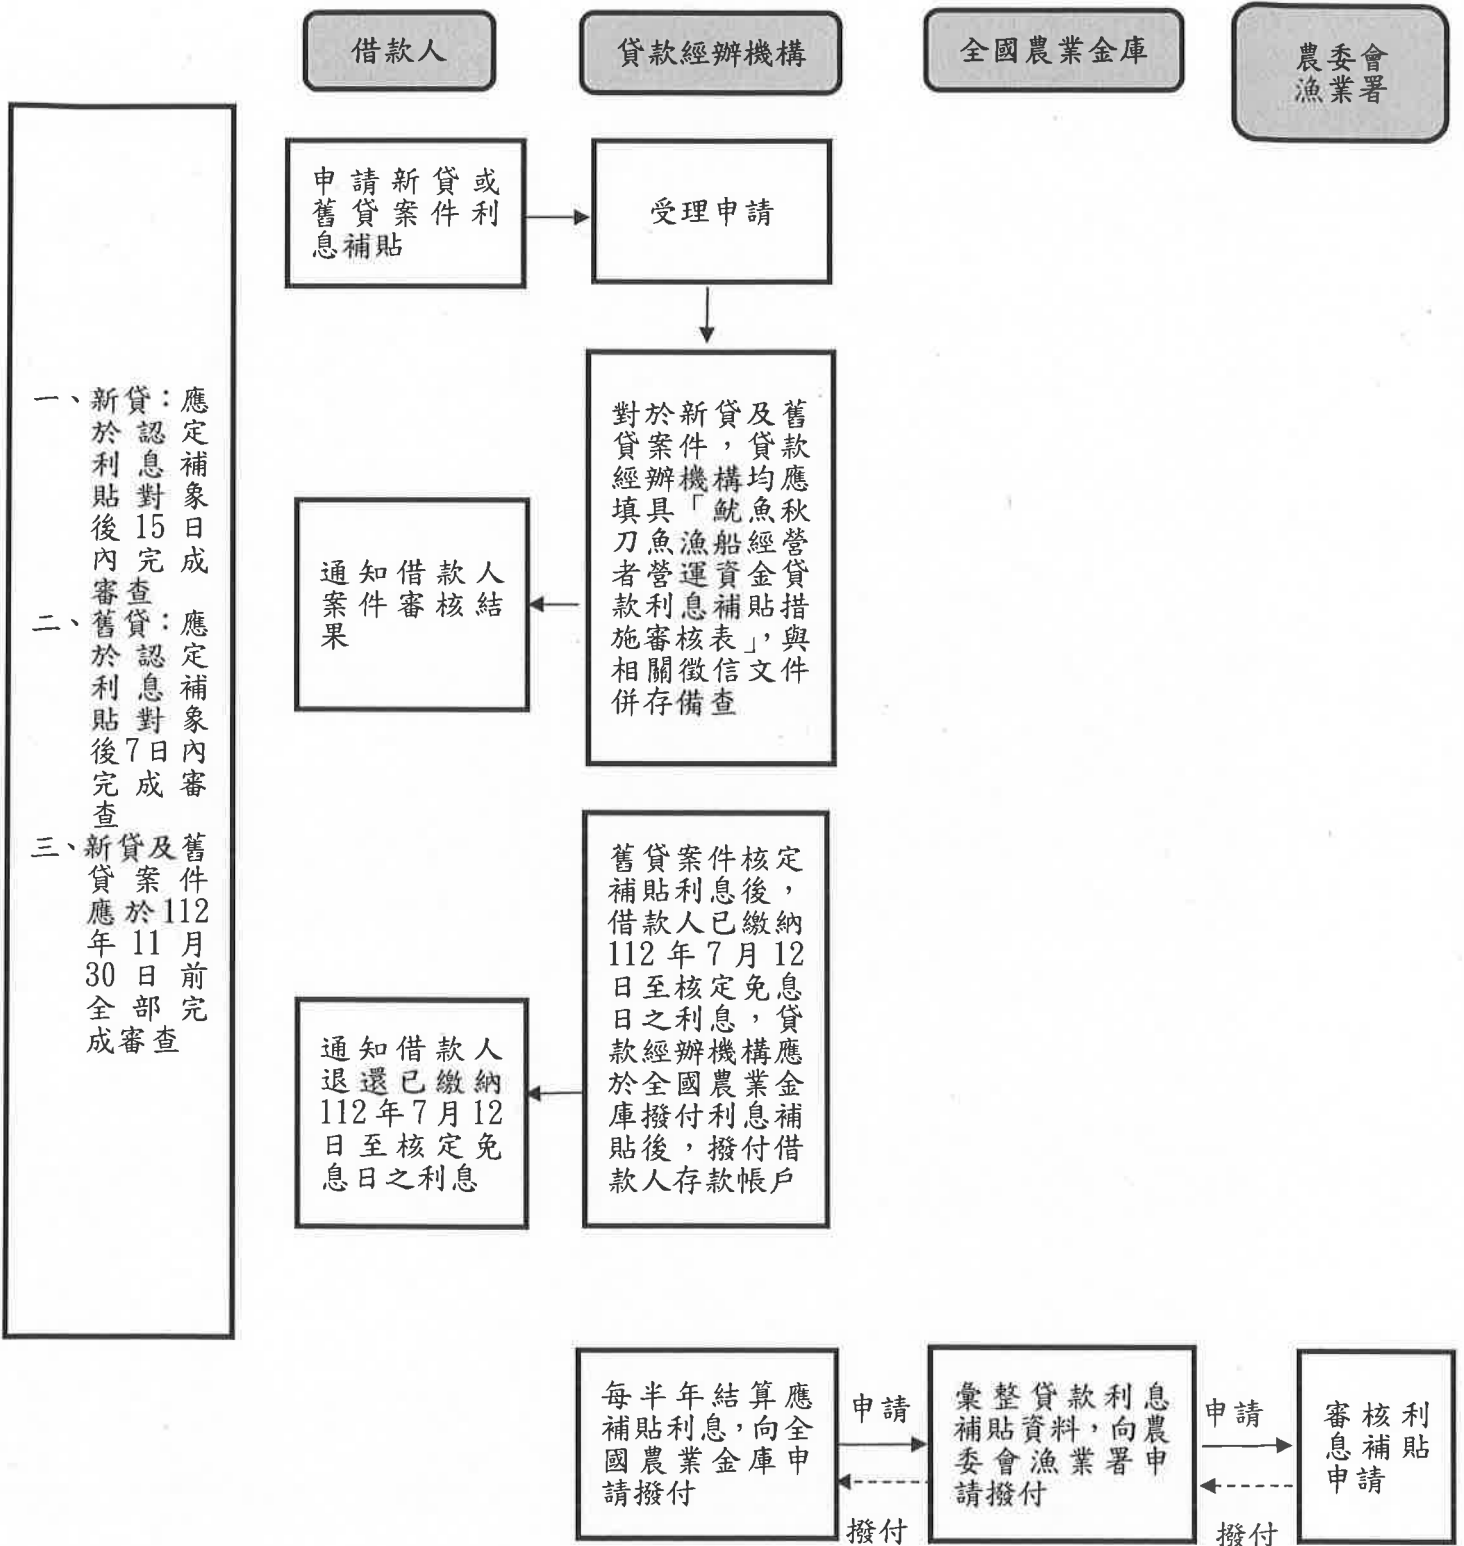 借款人
貸款經辦機構
全國農業金庫
農委會
漁業署
一、新貸：應
於認定
利息補
貼對象
後15日
內完成
審查
二、舊貸：應
於認定
利息補
貼對象
後7日內
完成審
查
三、新貸及舊
貸案件
應於112
年11月
30日前
全部完
成審查
申請新貸或
舊貸案件利
息補貼
受理申請
對於新貸及舊
貸案件，貸款
經辦機構均應
填具「魷魚秋
刀魚漁船經營
者營運資金貸
款利息補貼措
施審核表」，與
相關徵信文件
併存備查
通知借款人
案件審核結
果
舊貸案件核定
補貼利息後，
借款人已繳納
112年7月12
日至核定免息
日之利息，貸
款經辦機構應
於全國農業金
庫撥付利息補
貼後，撥付借
款人存款帳戶
通知借款人
退還已繳納
112年7月12
日至核定免
息日之利息
每半年結算應
補貼利息，向全
國農業金庫申
請撥付
申請
撥付
彙整貸款利息
補貼資料，向農
委會漁業署申
請撥付
申請
撥付
審核利
息補貼
申請